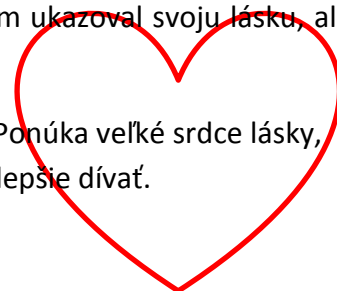 m ukazoval svoju lásku, al
Ponúka veľké srdce lásky,
lepšie dívať.